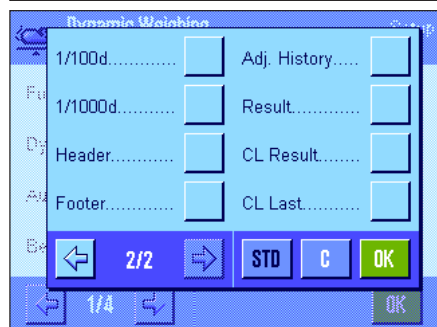 Dynamic Weighing
1/100d............
Adj. History.....
1/1000d..........
Result............
Header............
CL Result........
Footer............
CL Last...........
2/2
STD
C
OK
1/4
OK